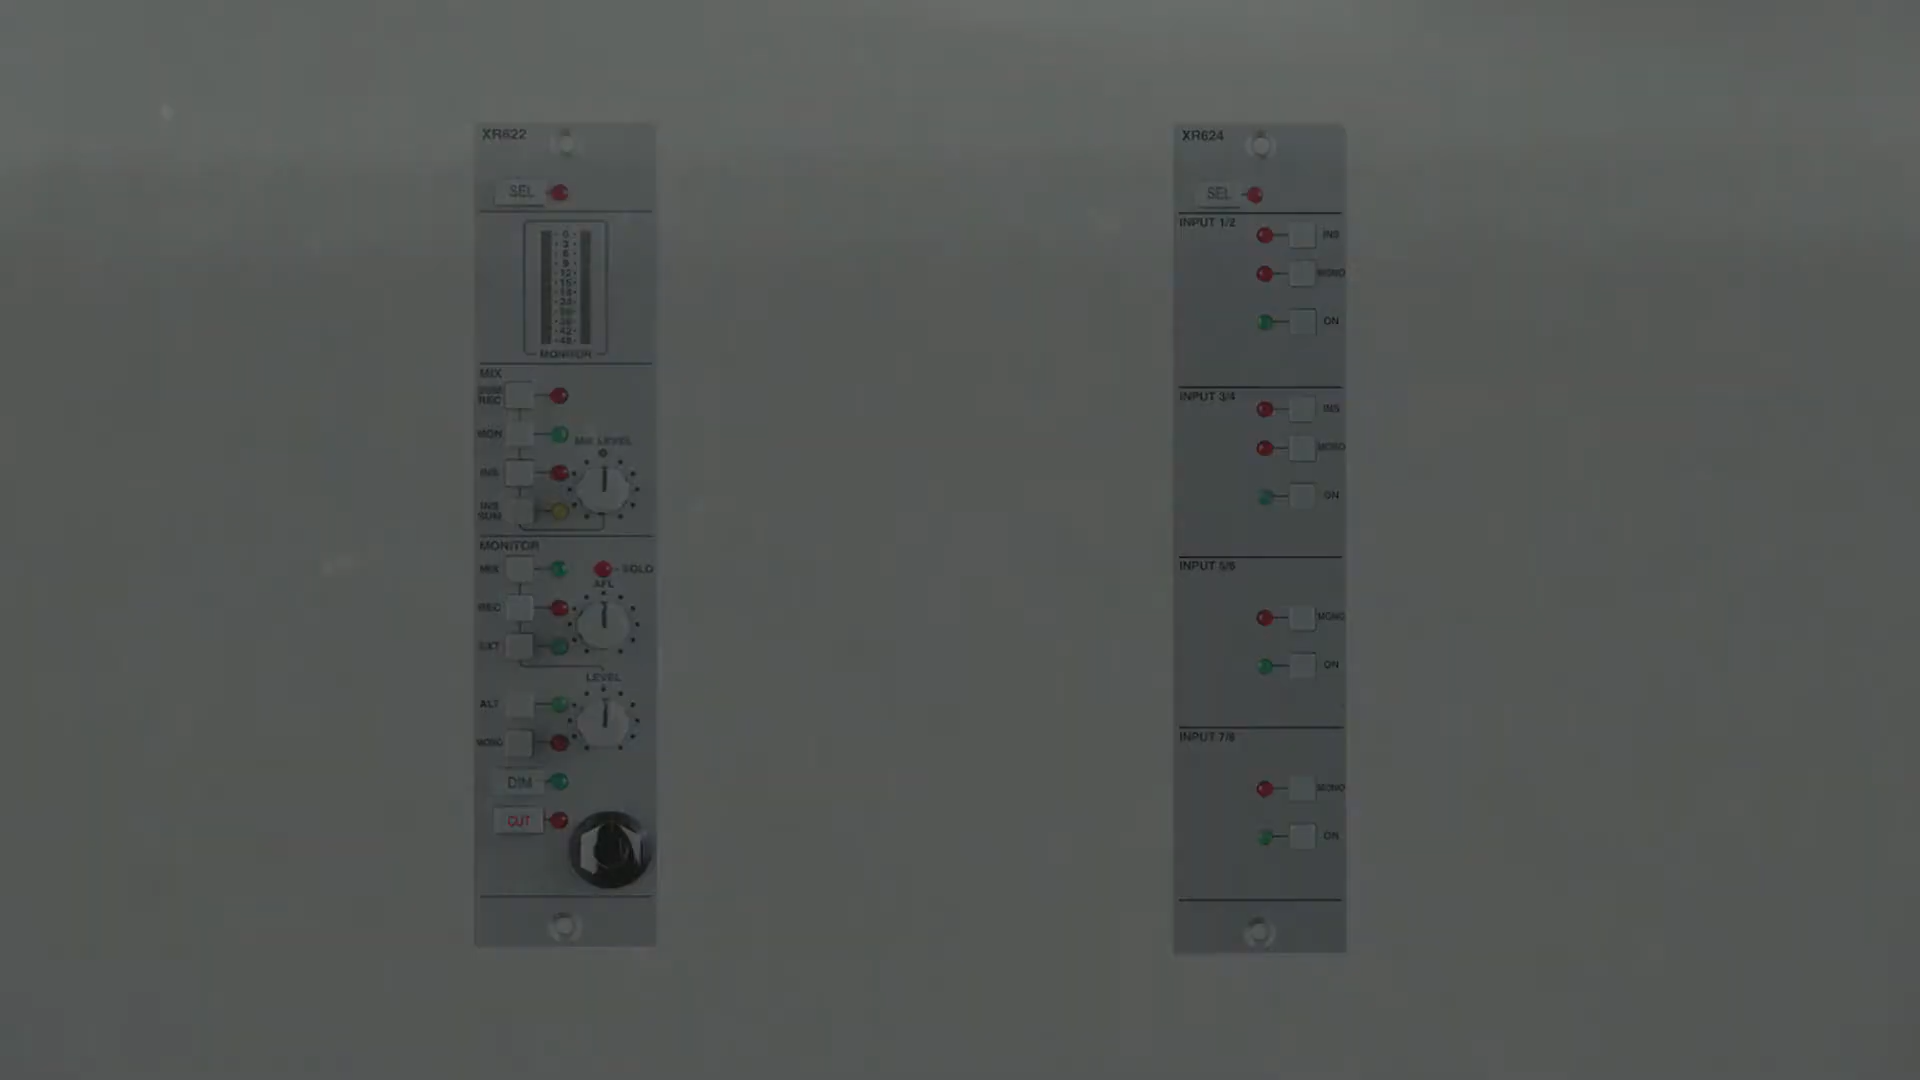 XR622
SEL
0
3
6
9
12
15
18
24
30
36
42
48
MONITOR
MIX
SUM
REC
MON
MIX LEVEL
INS
INS
SUM
MONITOR
MIX
SOLO
AFL
REC
EXT
LEVEL
ALT
MONO
DIM
CUT
XR624
SEL
INPUT 1/2
INS
MONO
ON
INPUT 3/4
INS
MONO
ON
INPUT 5/6
MONO
ON
INPUT 7/8
MONO
ON